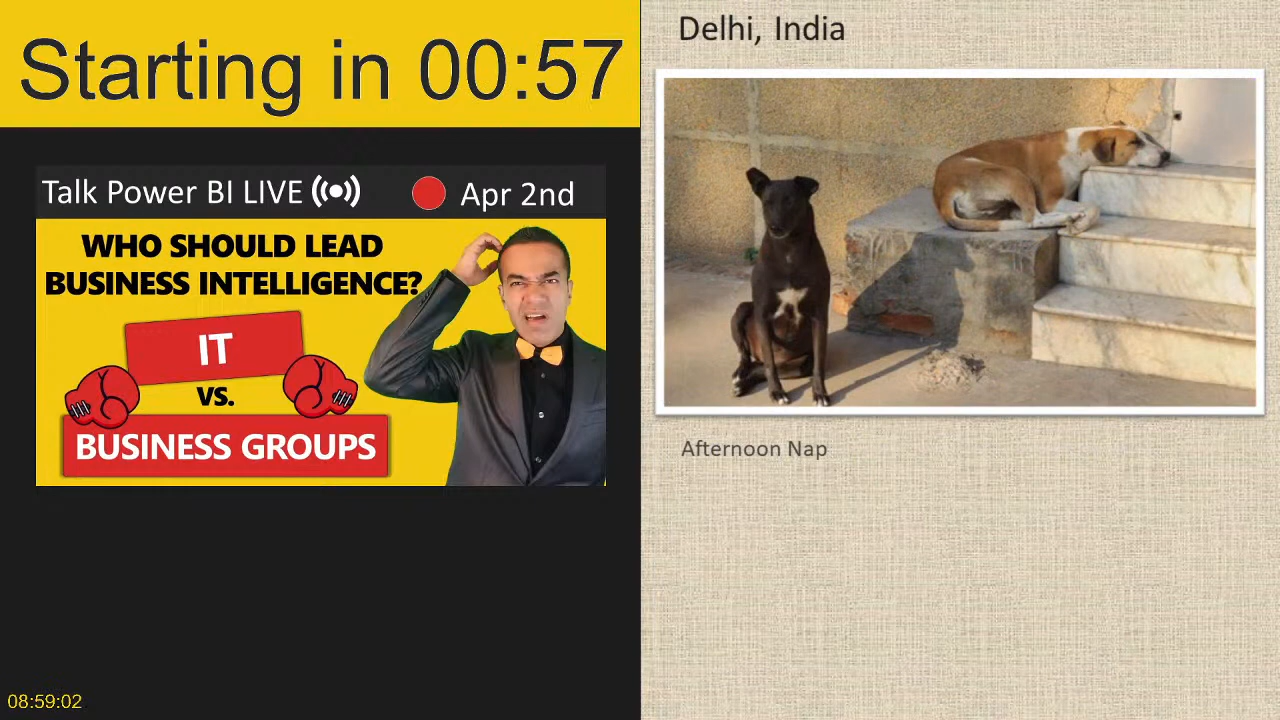 Starting in 00:57
Talk Power BI LIVE
Apr 2nd
WHO SHOULD LEAD
BUSINESS INTELLIGENCE?
IT
VS.
BUSINESS GROUPS
08:59:02
Delhi, India
Afternoon Nap